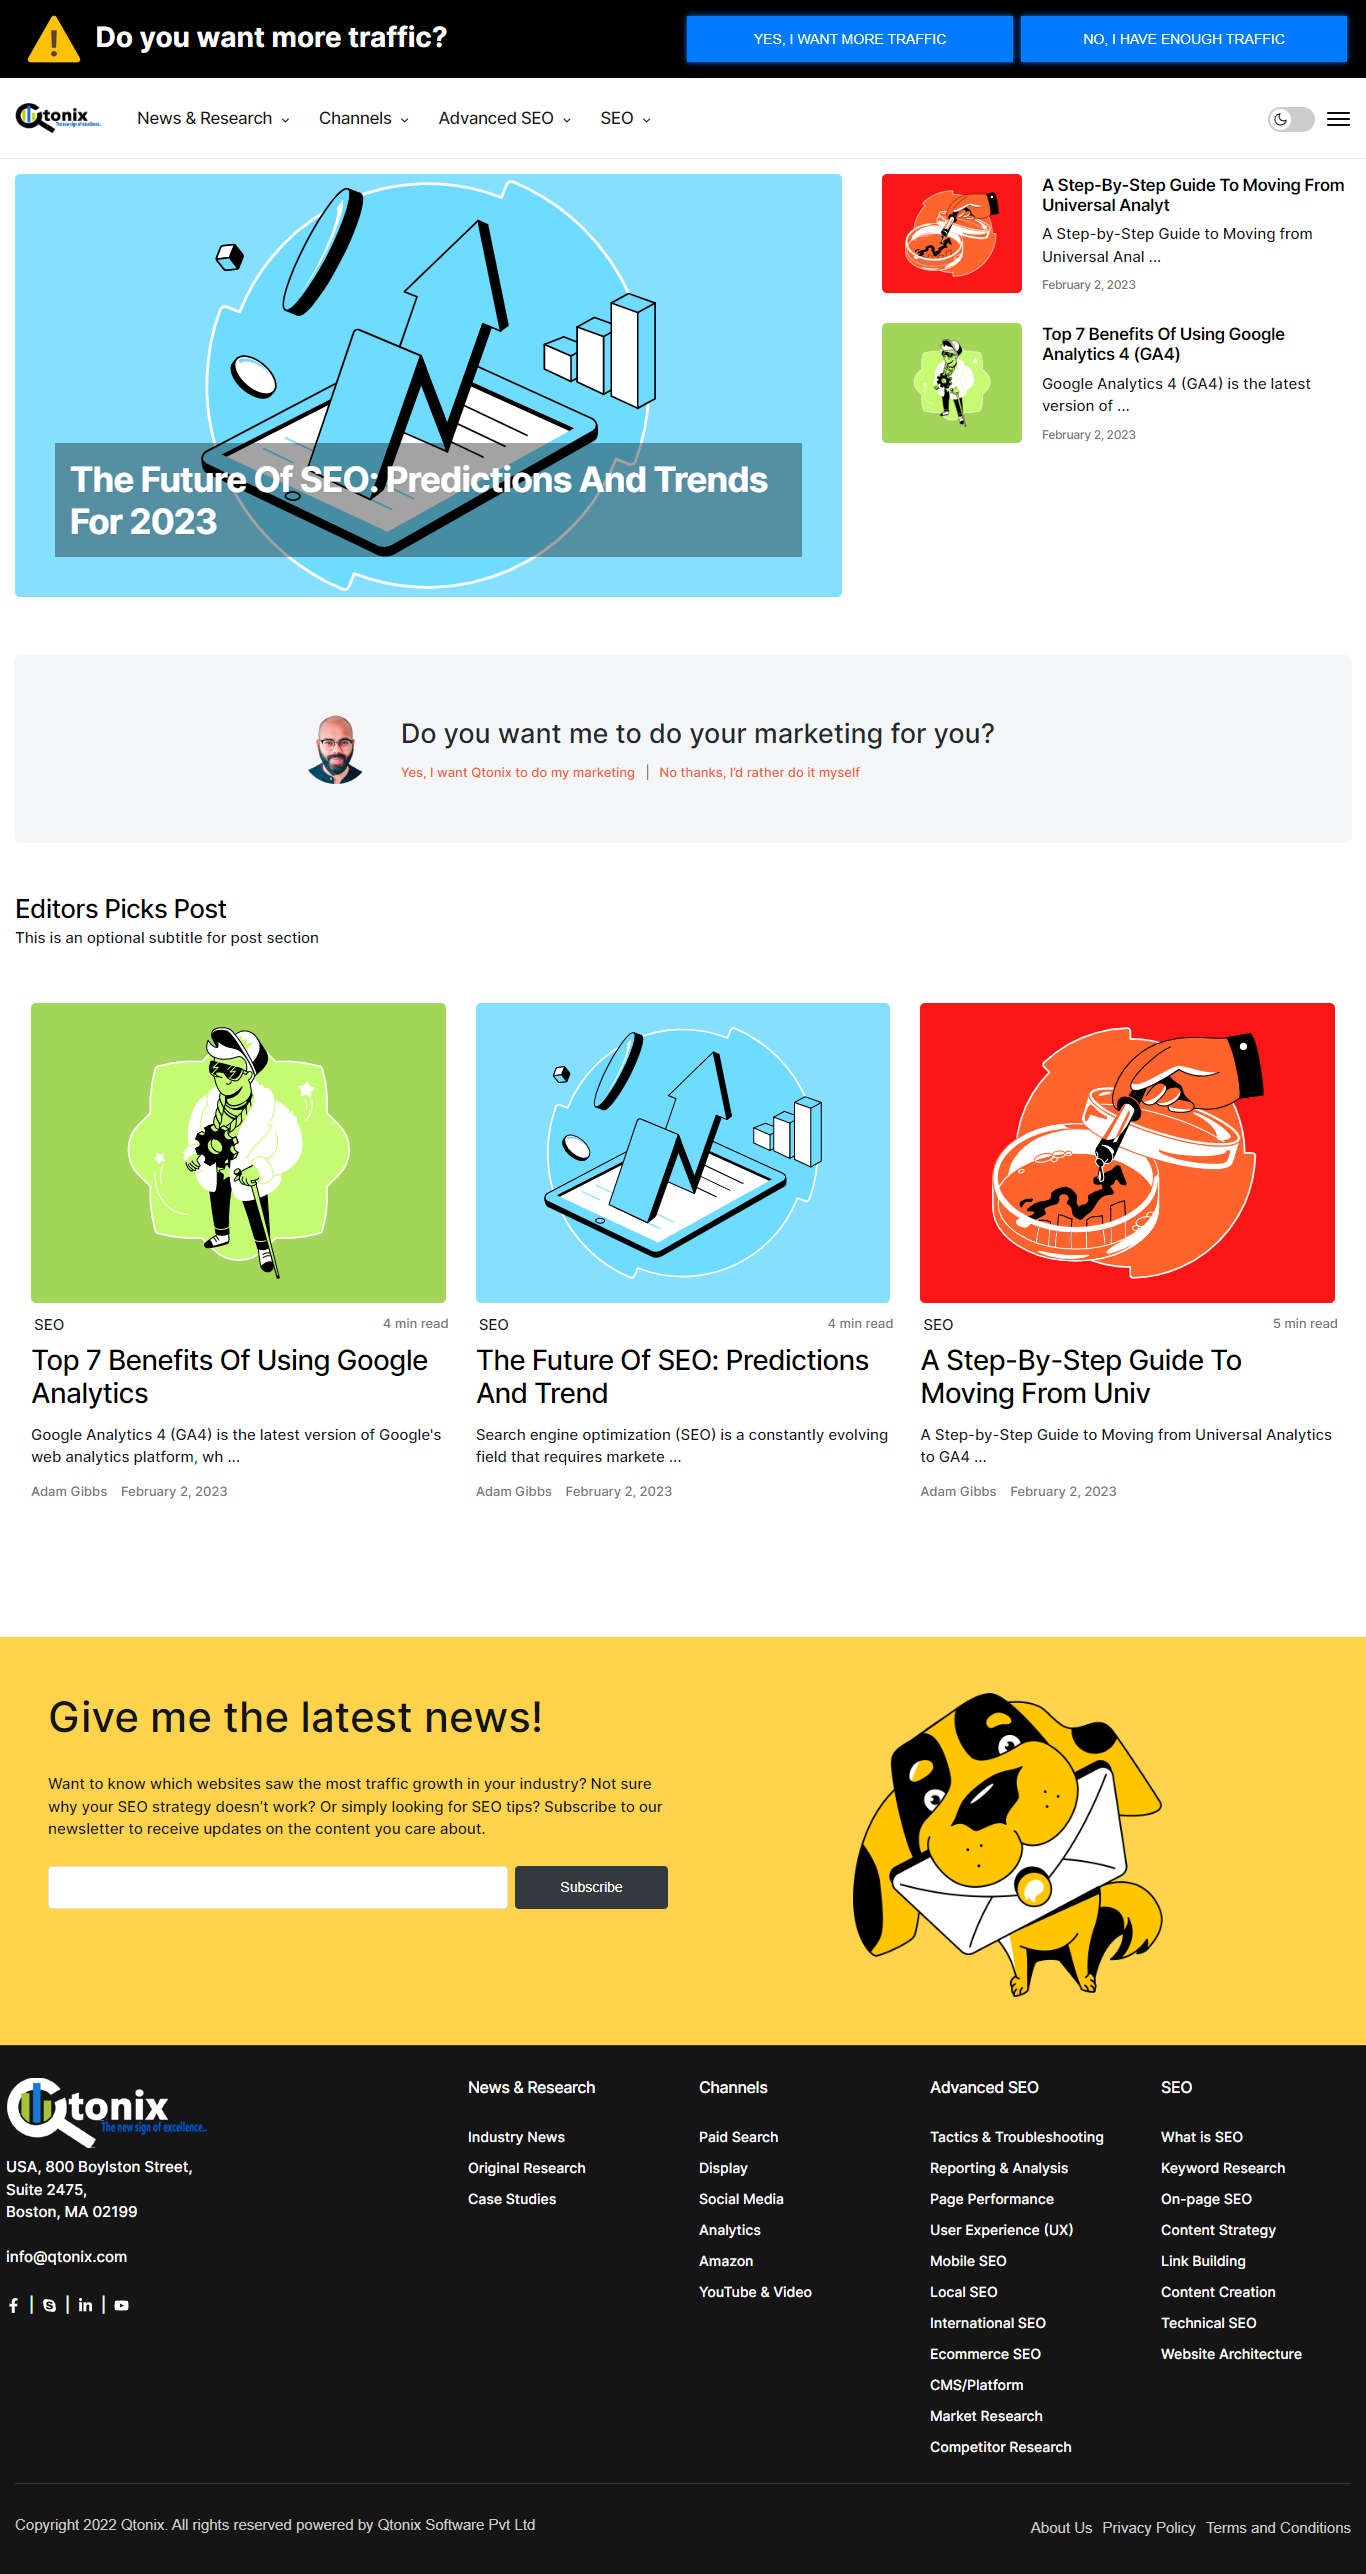 Do you want more traffic?
YES, I WANT MORE TRAFFIC
NO, I HAVE ENOUGH TRAFFIC
Qtonix
The new sign of excellence..
News & Research
Channels
Advanced SEO
SEO
The Future Of SEO: Predictions And Trends
For 2023
A Step-By-Step Guide To Moving From
Universal Analyt
A Step-by-Step Guide to Moving from
Universal Anal ...
February 2, 2023
Top 7 Benefits Of Using Google
Analytics 4 (GA4)
Google Analytics 4 (GA4) is the latest
version of ...
February 2, 2023
Do you want me to do your marketing for you?
Yes, I want Qtonix to do my marketing | No thanks, I'd rather do it myself
Editors Picks Post
This is an optional subtitle for post section
SEO
4 min read
Top 7 Benefits Of Using Google
Analytics
Google Analytics 4 (GA4) is the latest version of Google's
web analytics platform, wh ...
Adam Gibbs February 2, 2023
SEO
4 min read
The Future Of SEO: Predictions
And Trend
Search engine optimization (SEO) is a constantly evolving
field that requires markete ...
Adam Gibbs February 2, 2023
SEO
5 min read
A Step-By-Step Guide To
Moving From Univ
A Step-by-Step Guide to Moving from Universal Analytics
to GA4 ...
Adam Gibbs February 2, 2023
Give me the latest news!
Want to know which websites saw the most traffic growth in your industry? Not sure
why your SEO strategy doesn't work? Or simply looking for SEO tips? Subscribe to our
newsletter to receive updates on the content you care about.
Subscribe
Qtonix
The new sign of excellence..
USA, 800 Boylston Street,
Suite 2475,
Boston, MA 02199
info@qtonix.com
News & Research
Industry News
Original Research
Case Studies
Channels
Paid Search
Display
Social Media
Analytics
Amazon
YouTube & Video
Advanced SEO
Tactics & Troubleshooting
Reporting & Analysis
Page Performance
User Experience (UX)
Mobile SEO
Local SEO
International SEO
Ecommerce SEO
CMS/Platform
Market Research
Competitor Research
SEO
What is SEO
Keyword Research
On-page SEO
Content Strategy
Link Building
Content Creation
Technical SEO
Website Architecture
Copyright 2022 Qtonix. All rights reserved powered by Qtonix Software Pvt Ltd
About Us Privacy Policy Terms and Conditions